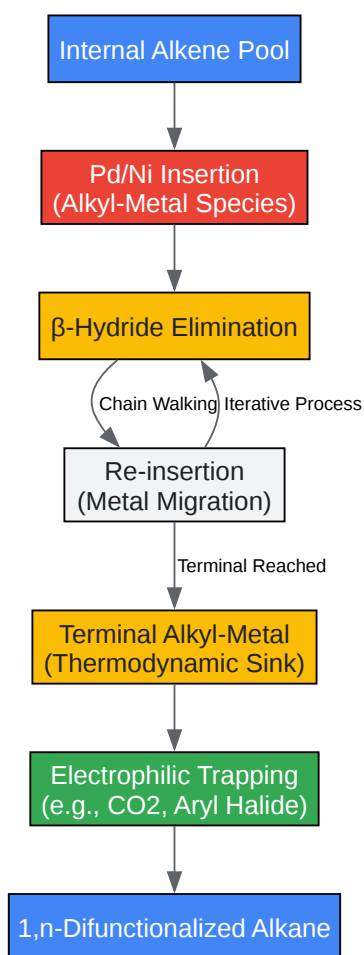 Internal Alkene Pool
Pd/Ni Insertion
(Alkyl-Metal Species)
β-Hydride Elimination
Chain Walking
Iterative Process
Re-insertion
(Metal Migration)
Terminal Reached
Terminal Alkyl-Metal
(Thermodynamic Sink)
Electrophilic Trapping
(e.g., CO2, Aryl Halide)
1,n-Difunctionalized Alkane